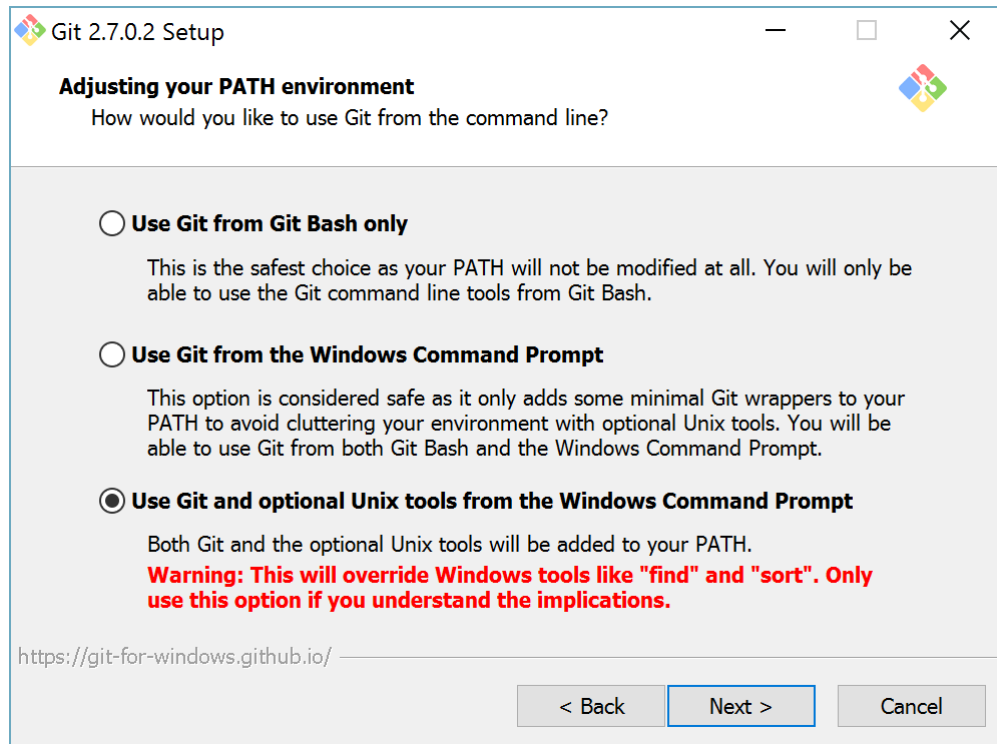 Git 2.7.0.2 Setup
Adjusting your PATH environment
How would you like to use Git from the command line?
Use Git from Git Bash only
This is the safest choice as your PATH will not be modified at all. You will only be
able to use the Git command line tools from Git Bash.
Use Git from the Windows Command Prompt
This option is considered safe as it only adds some minimal Git wrappers to your
PATH to avoid cluttering your environment with optional Unix tools. You will be
able to use Git from both Git Bash and the Windows Command Prompt.
Use Git and optional Unix tools from the Windows Command Prompt
Both Git and the optional Unix tools will be added to your PATH.
Warning: This will override Windows tools like "find" and "sort". Only
use this option if you understand the implications.
https://git-for-windows.github.io/
< Back
Next >
Cancel